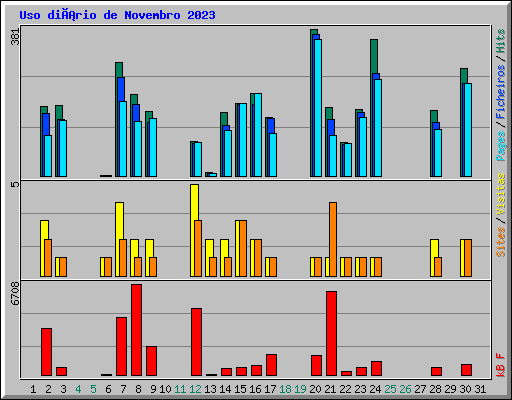 Uso diÃ¡rio de Novembro 2023
381
5
6708
Pages / Ficheiros / Hits
Sites / Visitas
kB F
1 2 3 4 5 6 7 8 9 10 11 12 13 14 15 16 17 18 19 20 21 22 23 24 25 26 27 28 29 30 31